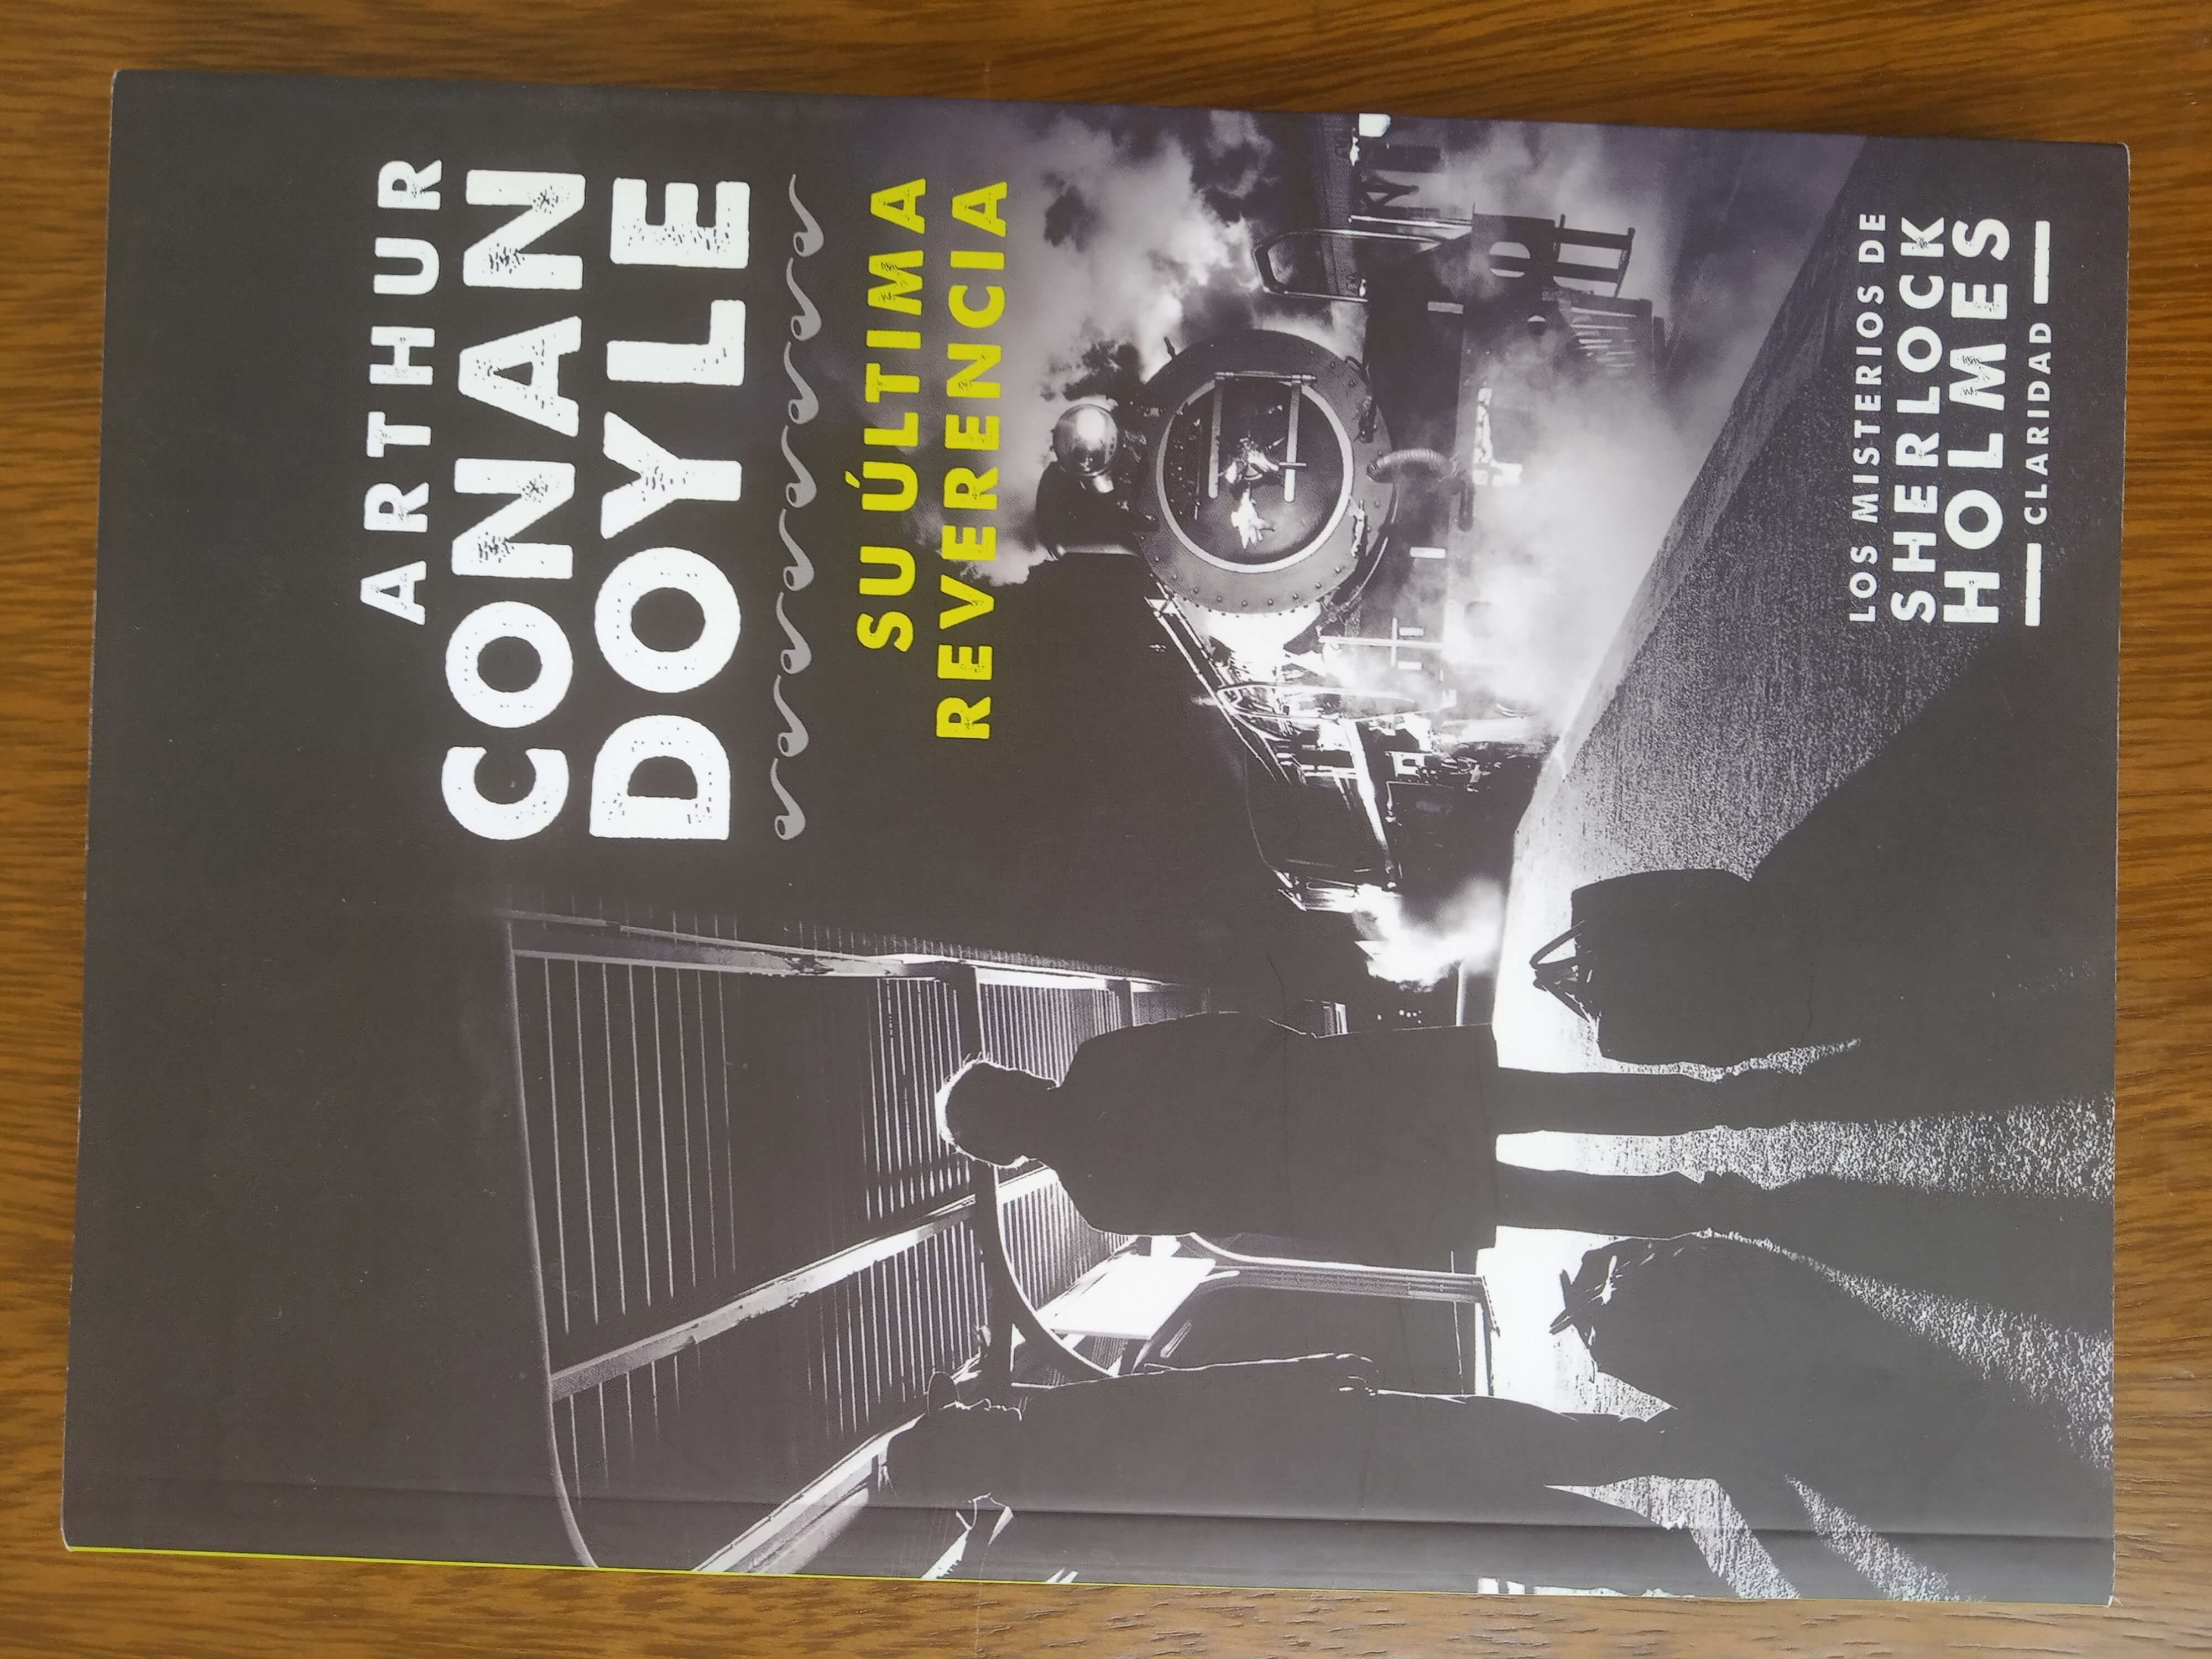 ARTHUR
CONAN
DOYLE
SU ÚLTIMA
REVERENCIA
LOS MISTERIOS DE
SHERLOCK
HOLMES
CLARIDAD